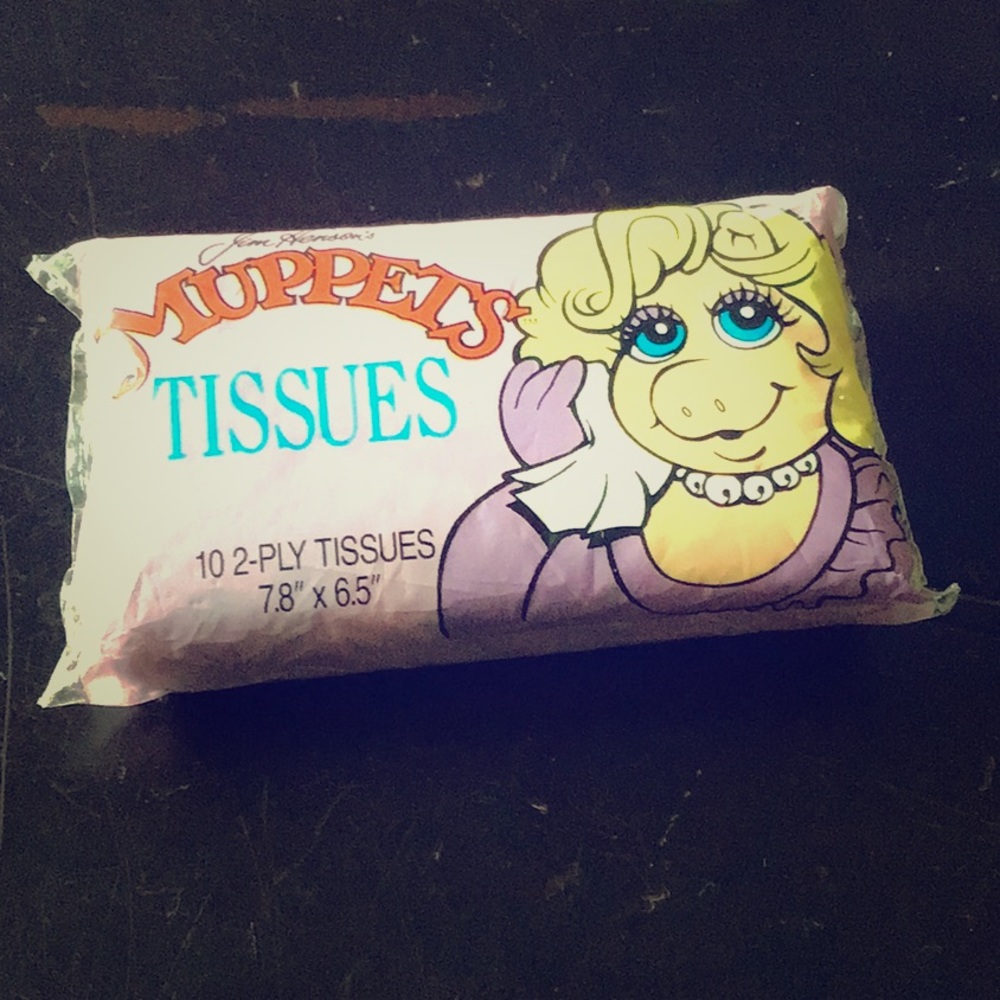 Jim Henson's
MUPPETS
TISSUES
10 2-PLY TISSUES
7.8" x 6.5"